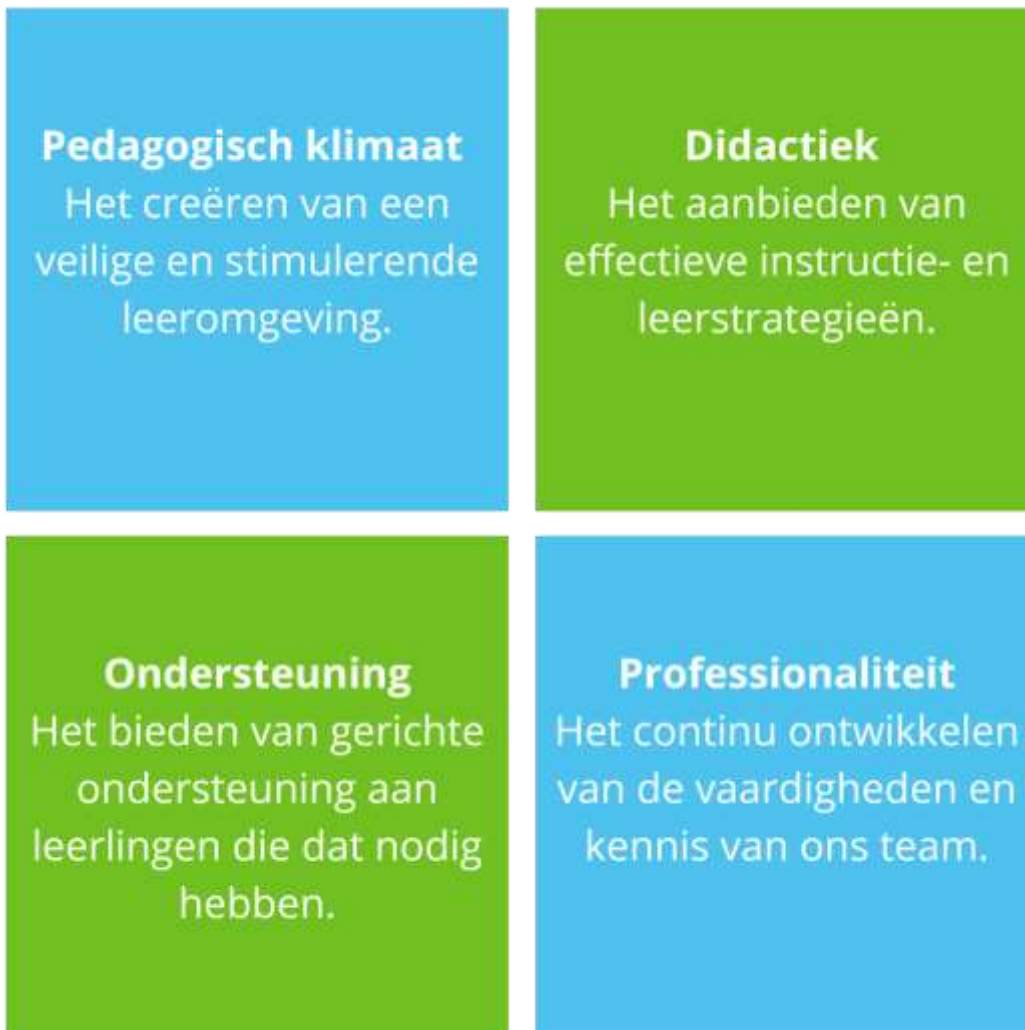 Pedagogisch klimaat
Het creëren van een
veilige en stimulerende
leeromgeving.
Didactiek
Het aanbieden van
effectieve instructie- en
leerstrategieën.
Ondersteuning
Het bieden van gerichte
ondersteuning aan
leerlingen die dat nodig
hebben.
Professionaliteit
Het continu ontwikkelen
van de vaardigheden en
kennis van ons team.